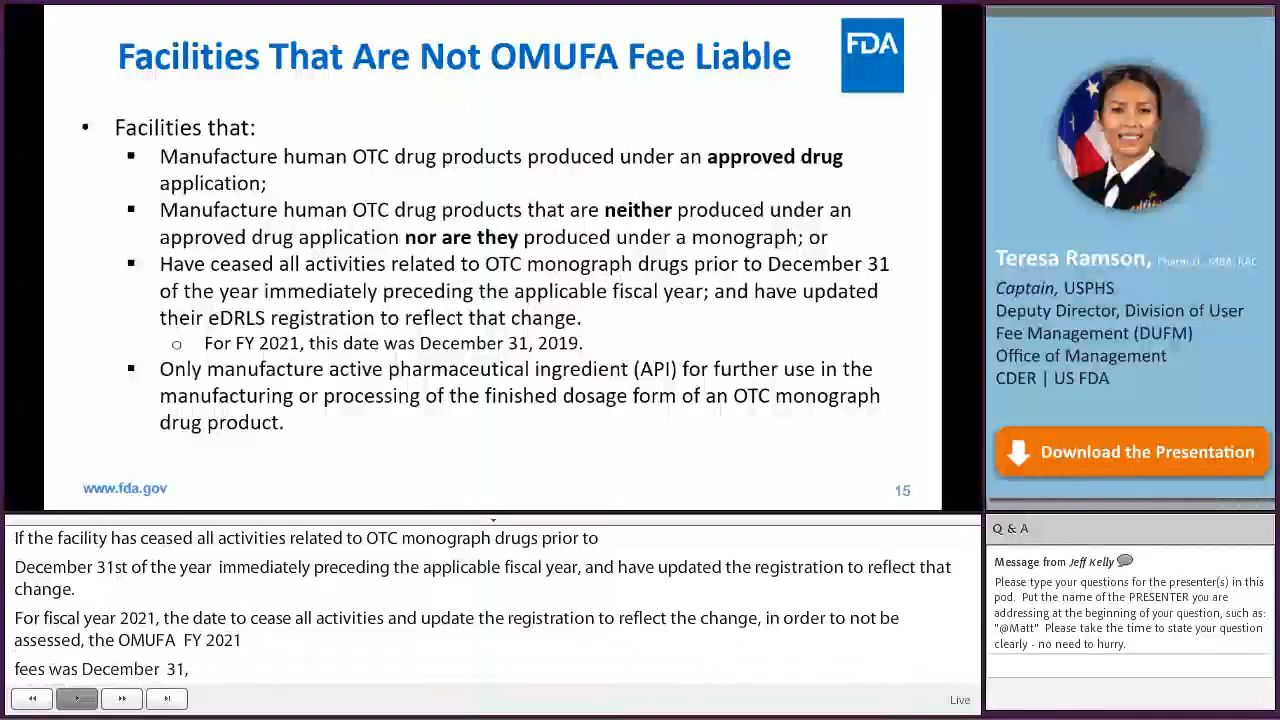 Facilities That Are Not OMUFA Fee Liable
FDA
• Facilities that:
▪ Manufacture human OTC drug products produced under an approved drug
application;
▪ Manufacture human OTC drug products that are neither produced under an
approved drug application nor are they produced under a monograph; or
▪ Have ceased all activities related to OTC monograph drugs prior to December 31
of the year immediately preceding the applicable fiscal year; and have updated
their eDRLS registration to reflect that change.
○ For FY 2021, this date was December 31, 2019.
▪ Only manufacture active pharmaceutical ingredient (API) for further use in the
manufacturing or processing of the finished dosage form of an OTC monograph
drug product.
www.fda.gov
15
Teresa Ramson, Pharm.D., MBA, RAC
Captain, USPHS
Deputy Director, Division of User
Fee Management (DUFM)
Office of Management
CDER | US FDA
Download the Presentation
If the facility has ceased all activities related to OTC monograph drugs prior to
December 31st of the year immediately preceding the applicable fiscal year, and have updated the registration to reflect that
change.
For fiscal year 2021, the date to cease all activities and update the registration to reflect the change, in order to not be
assessed, the OMUFA FY 2021
fees was December 31,
Live
Q & A
Message from Jeff Kelly
Please type your questions for the presenter(s) in this
pod. Put the name of the PRESENTER you are
addressing at the beginning of your question, such as:
"@Matt" Please take the time to state your question
clearly - no need to hurry.